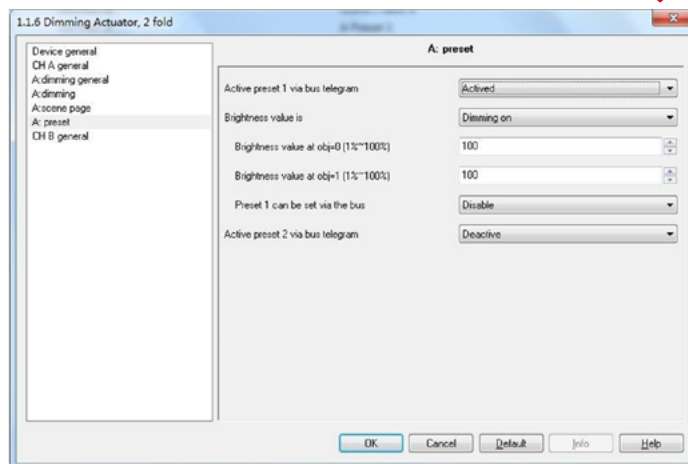 1.1.6 Dimming Actuator, 2 fold
Device general
CH A general
A:dimming general
A:dimming
A:scene page
A: preset
CH B general
A: preset
Active preset 1 via bus telegram
Actived
Brightness value is
Dimming on
Brightness value at obj=0 (1%~100%)
100
Brightness value at obj=1 (1%~100%)
100
Preset 1 can be set via the bus
Disable
Active preset 2 via bus telegram
Deactive
OK
Cancel
Default
Info
Help